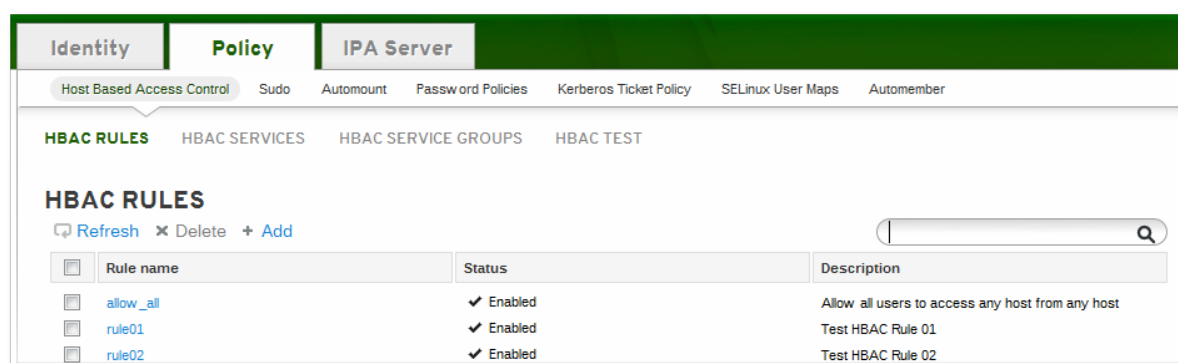 Identity Policy IPA Server
Host Based Access Control Sudo Automount Password Policies Kerberos Ticket Policy SELinux User Maps Automember
HBAC RULES HBAC SERVICES HBAC SERVICE GROUPS HBAC TEST
HBAC RULES
Refresh Delete Add
Rule name Status Description
allow_all Enabled Allow all users to access any host from any host
rule01 Enabled Test HBAC Rule 01
rule02 Enabled Test HBAC Rule 02